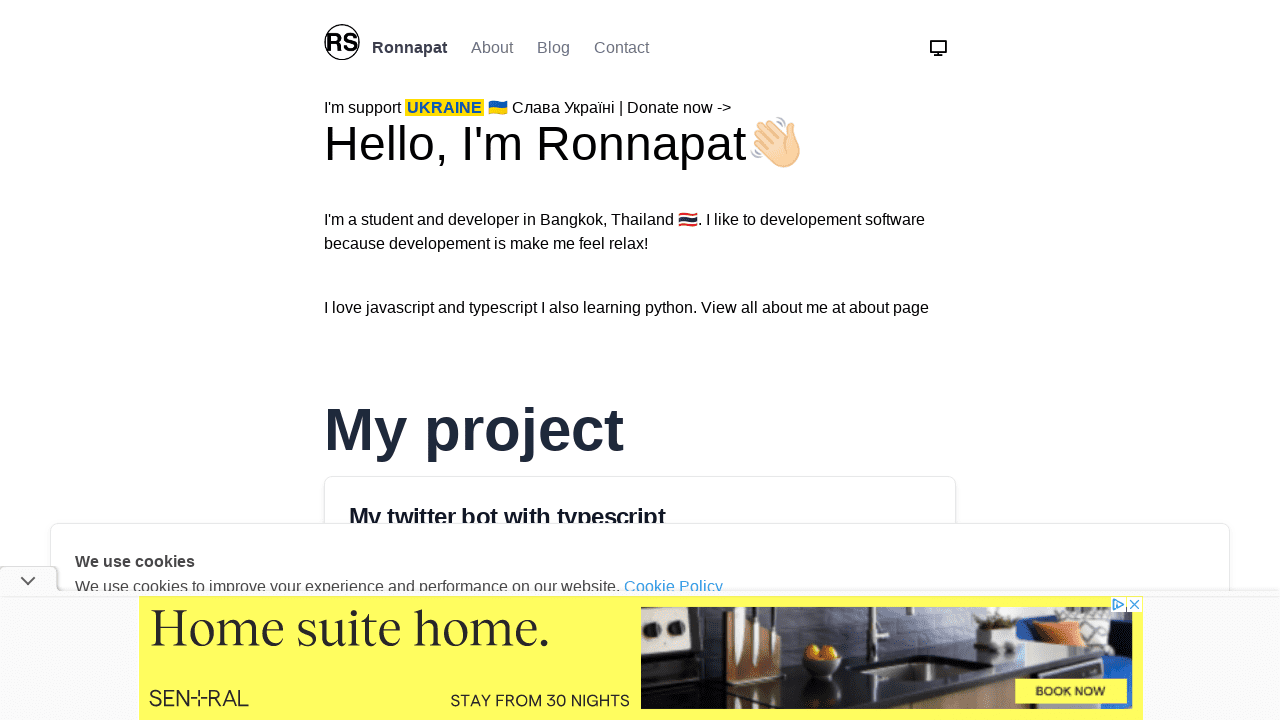 RS Ronnapat About Blog Contact
I'm support UKRAINE 🇺🇦 Слава Україні | Donate now ->
Hello, I'm Ronnapat👋🏻
I'm a student and developer in Bangkok, Thailand 🇹🇭. I like to developement software
because developement is make me feel relax!
I love javascript and typescript I also learning python. View all about me at about page
My project
My twitter bot with typescript
We use cookies
We use cookies to improve your experience and performance on our website. Cookie Policy
Home suite home.
SENTRAL
STAY FROM 30 NIGHTS
BOOK NOW